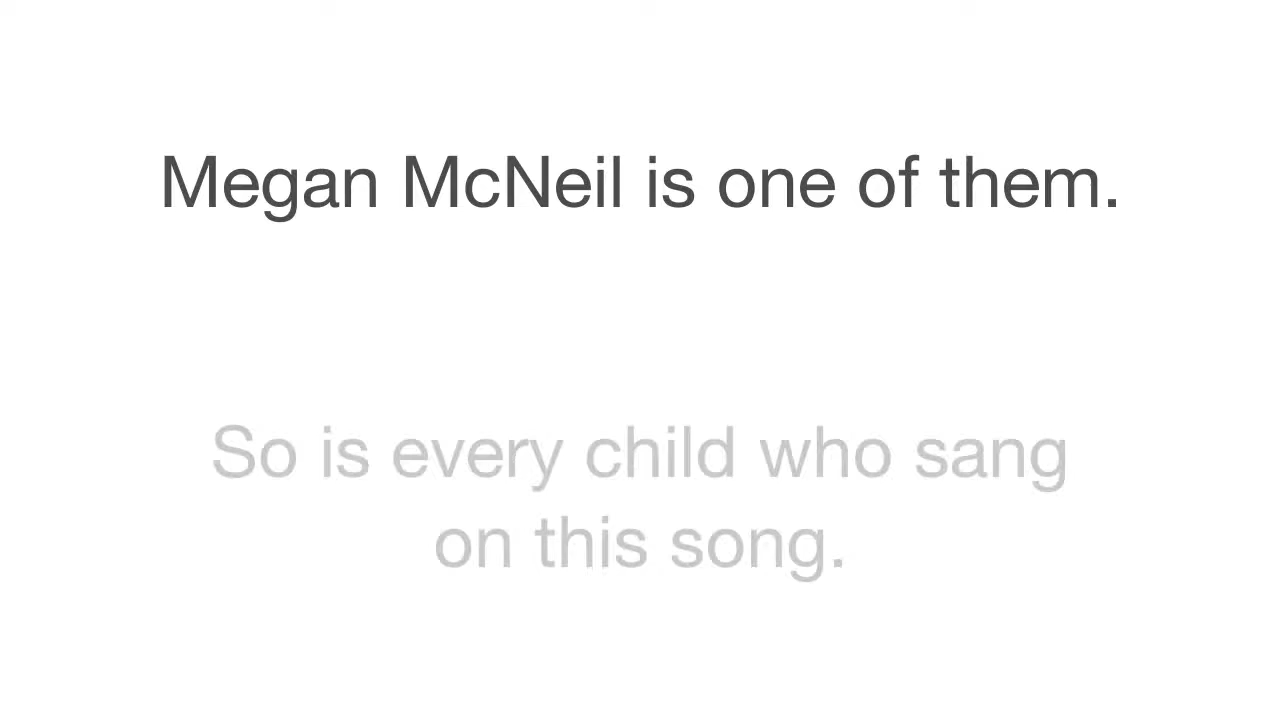 Megan McNeil is one of them.
So is every child who sang
on this song.